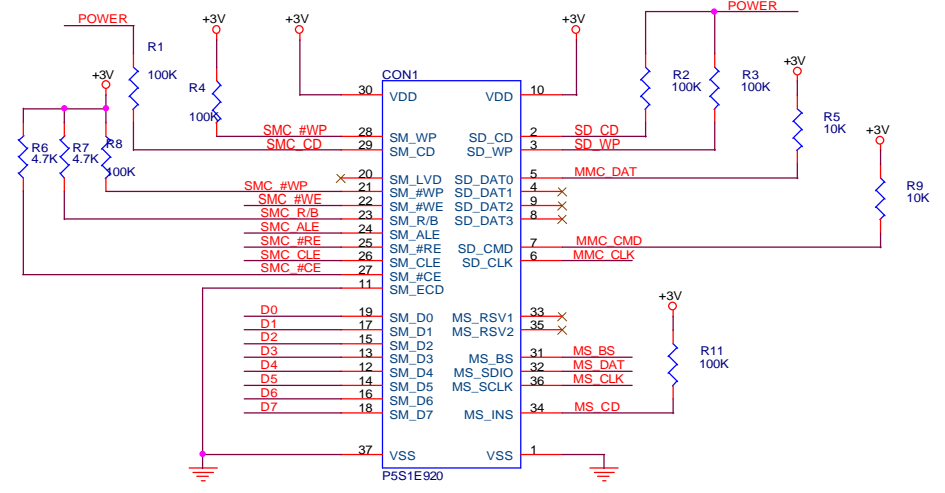 POWER
+3V
+3V
+3V
POWER
R1
100K
+3V
R4
100K
CON1
R2
100K
R3
100K
+3V
R5
10K
30 VDD
VDD 10
SMC_#WP 28 SM_WP
SMC_CD 29 SM_CD
SD_CD 2 SD_CD
SD_WP 3 SD_WP
+3V
R6
4.7K
R7
4.7K
R8
100K
20 SM_LVD
SMC_#WP 21 SM_#WP
SMC_#WE 22 SM_#WE
SMC_R/B 23 SM_R/B
SMC_ALE 24 SM_ALE
SMC_#RE 25 SM_#RE
SMC_CLE 26 SM_CLE
SMC_#CE 27 SM_#CE
11 SM_ECD
SD_DAT0 5 MMC_DAT
SD_DAT1 4
SD_DAT2 9
SD_DAT3 8
SD_CMD 7 MMC_CMD
SD_CLK 6 MMC_CLK
R9
10K
D0 19 SM_D0
D1 17 SM_D1
D2 15 SM_D2
D3 13 SM_D3
D4 12 SM_D4
D5 14 SM_D5
D6 16 SM_D6
D7 18 SM_D7
MS_RSV1 33
MS_RSV2 35
MS_BS 31 MS_BS
MS_SDIO 32 MS_DAT
MS_SCLK 36 MS_CLK
MS_INS 34 MS_CD
+3V
R11
100K
37 VSS
VSS 1
P5S1E920